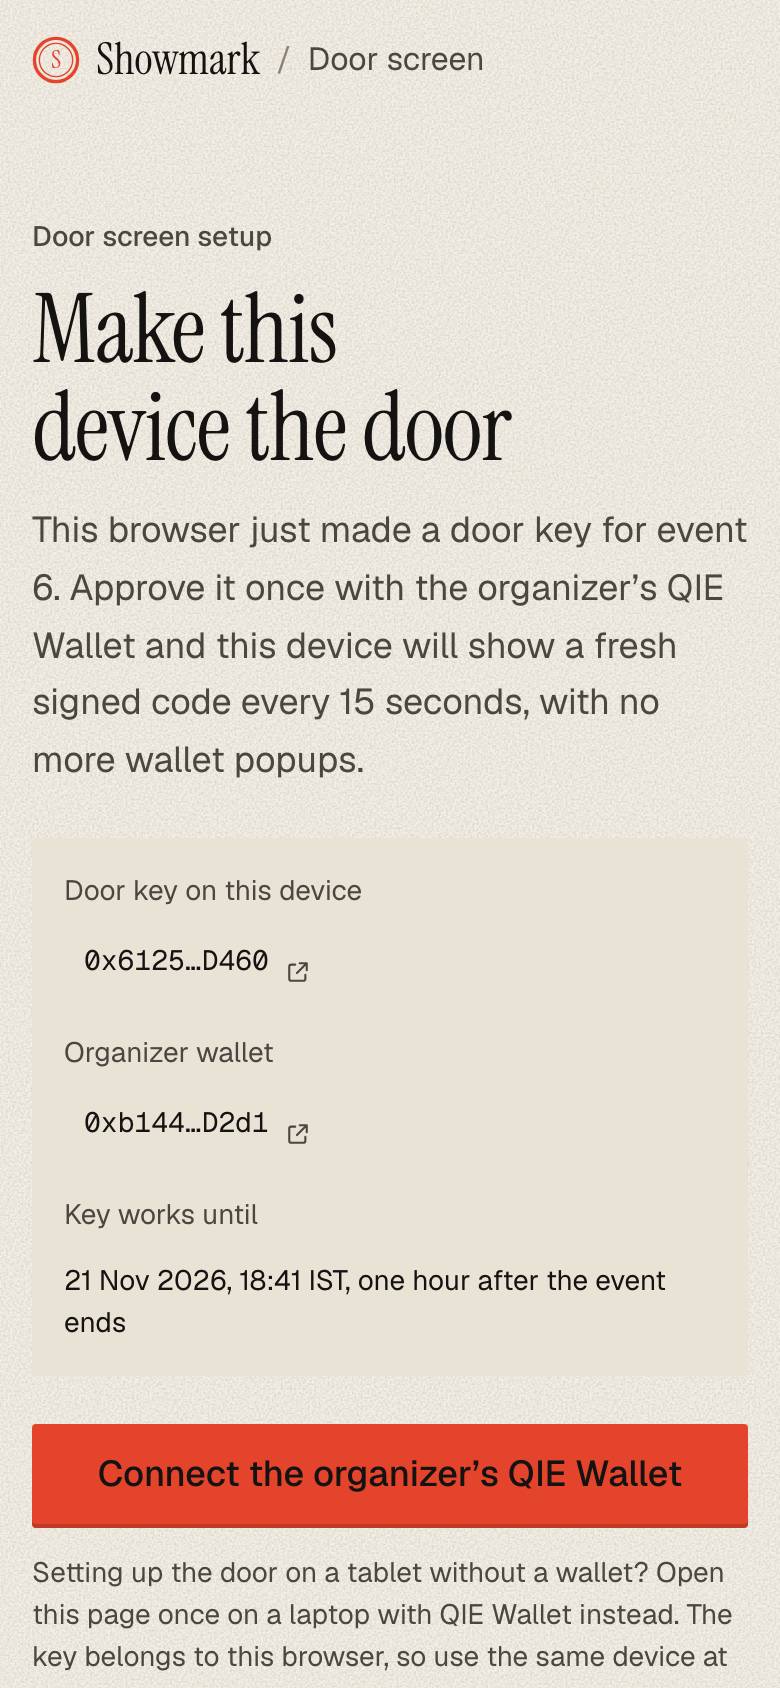 S Showmark / Door screen
Door screen setup
Make this
device the door
This browser just made a door key for event
6. Approve it once with the organizer’s QIE
Wallet and this device will show a fresh
signed code every 15 seconds, with no
more wallet popups.
Door key on this device
0x6125…D460
Organizer wallet
0xb144…D2d1
Key works until
21 Nov 2026, 18:41 IST, one hour after the event
ends
Connect the organizer’s QIE Wallet
Setting up the door on a tablet without a wallet? Open
this page once on a laptop with QIE Wallet instead. The
key belongs to this browser, so use the same device at